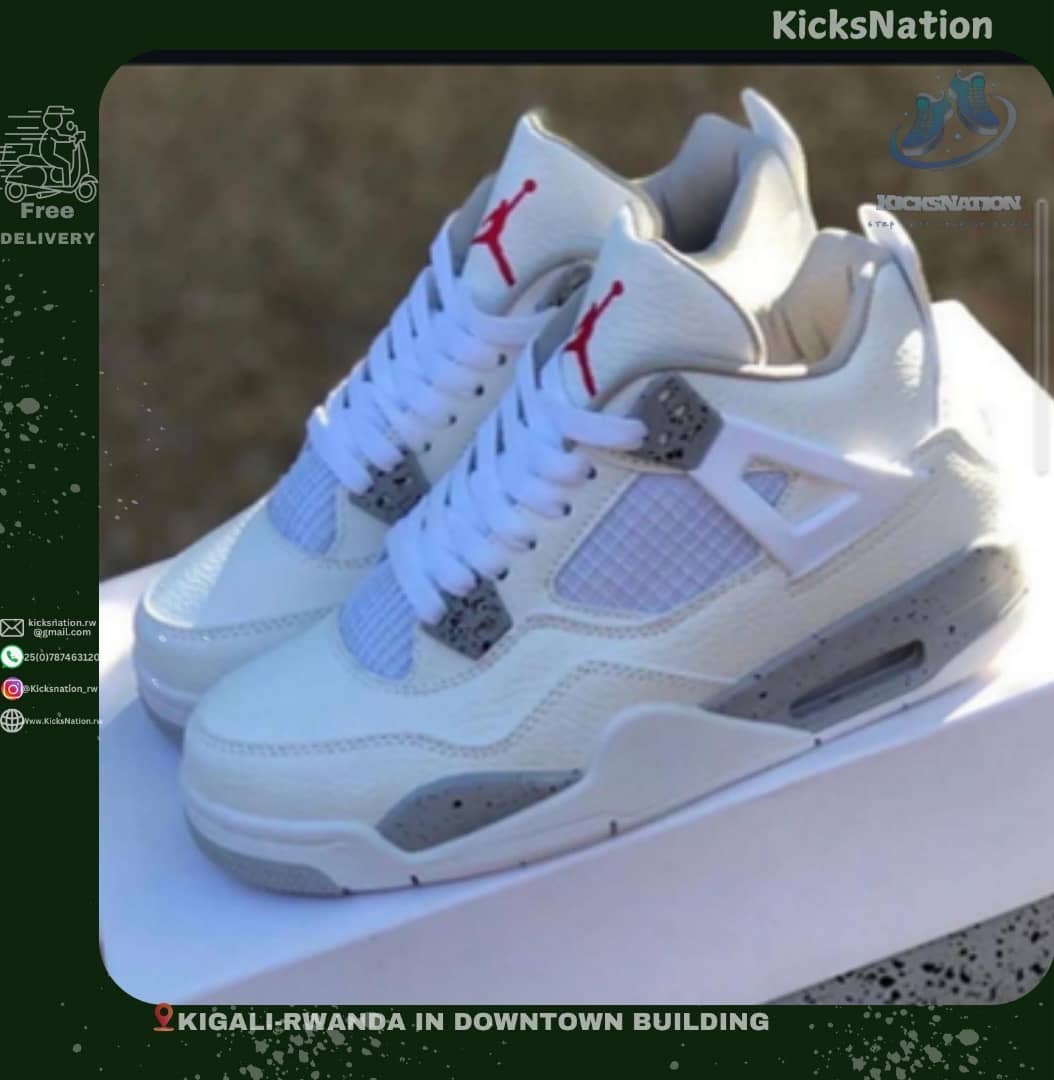 KicksNation
KICKSNATION
Free
DELIVERY
kicksnation.rw
@gmail.com
25(0)787463120
@Kicksnation_rw
Www.KicksNation.rw
KIGALI-RWANDA IN DOWNTOWN BUILDING